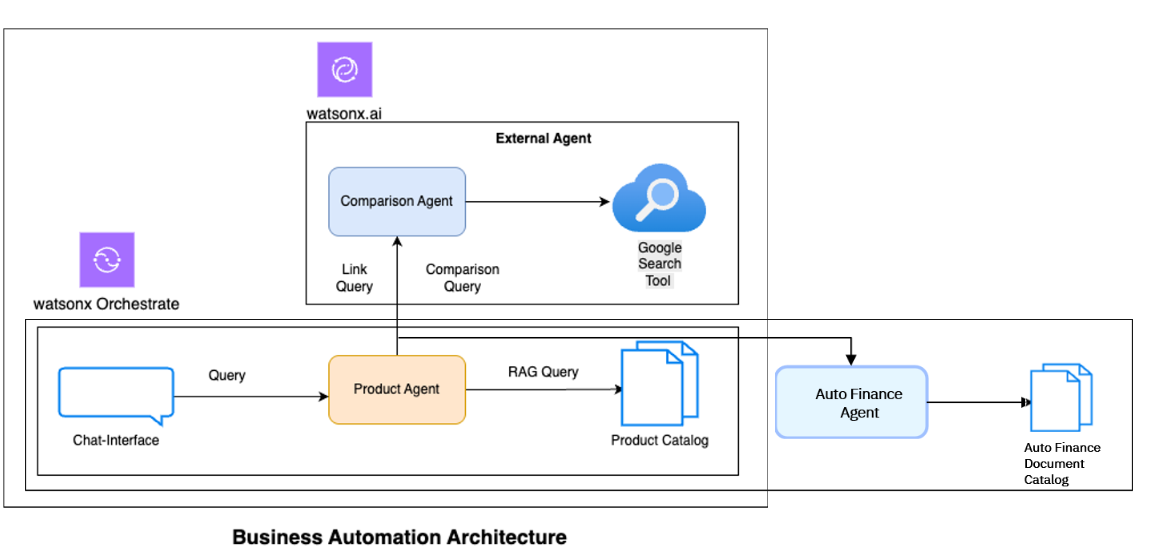 watsonx.ai
External Agent
Comparison Agent
Google
Search
Tool
Link
Query
Comparison
Query
watsonx Orchestrate
Query
Product Agent
RAG Query
Chat-Interface
Product Catalog
Auto Finance
Agent
Auto Finance
Document
Catalog
Business Automation Architecture